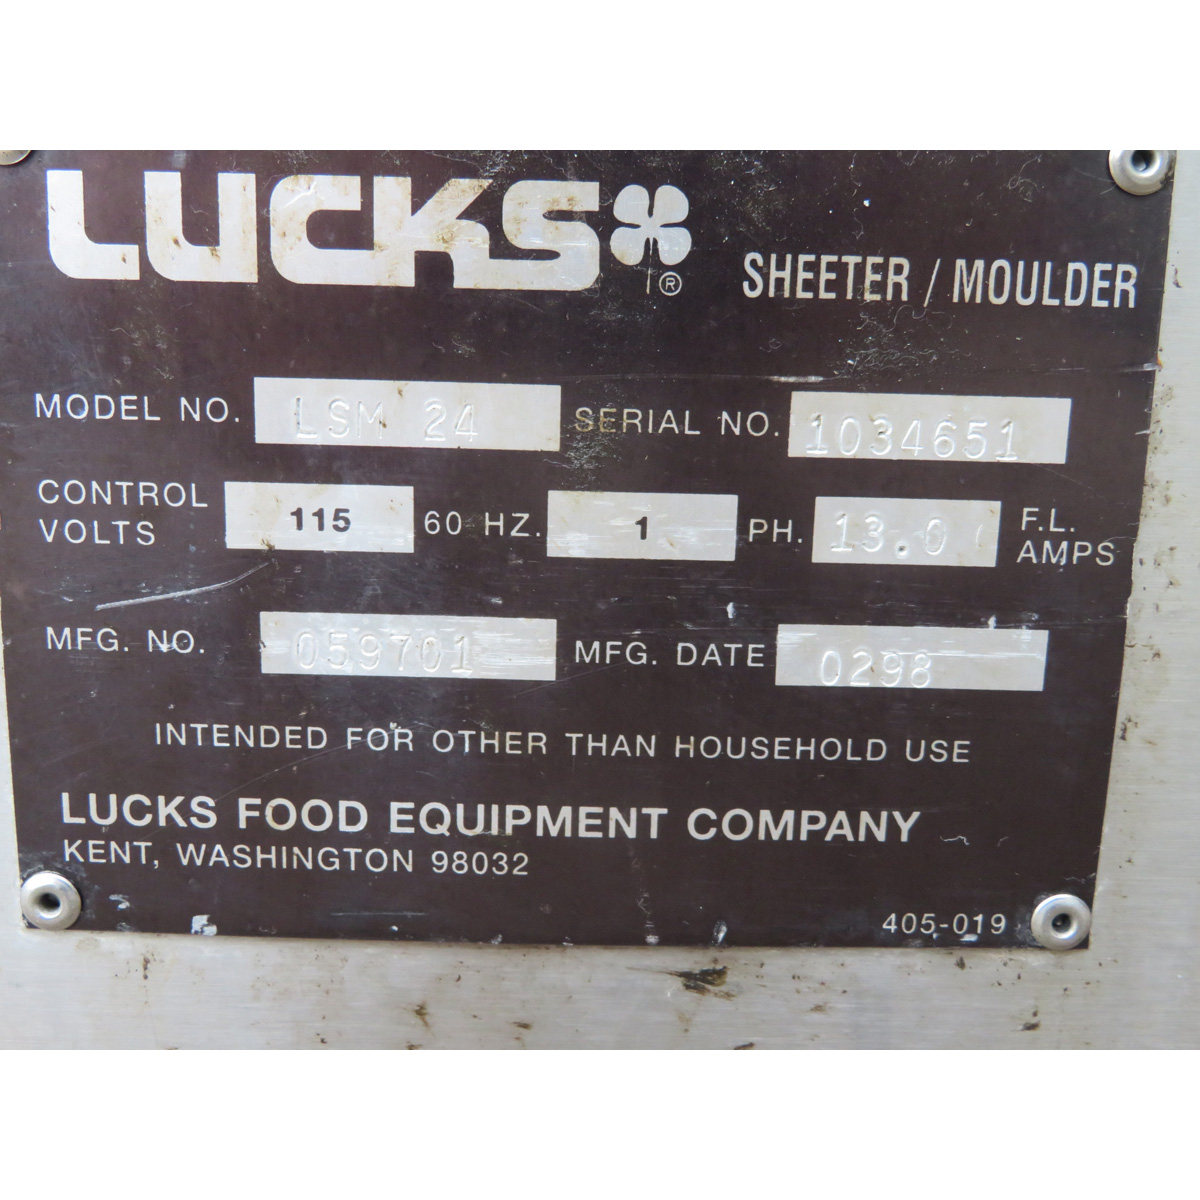 LUCKS ®
SHEETER / MOULDER
MODEL NO. LSM 24 SERIAL NO. 1034651
CONTROL VOLTS 115 60 HZ. 1 PH. 13.0 F.L. AMPS
MFG. NO. 059701 MFG. DATE 0298
INTENDED FOR OTHER THAN HOUSEHOLD USE
LUCKS FOOD EQUIPMENT COMPANY
KENT, WASHINGTON 98032
405-019